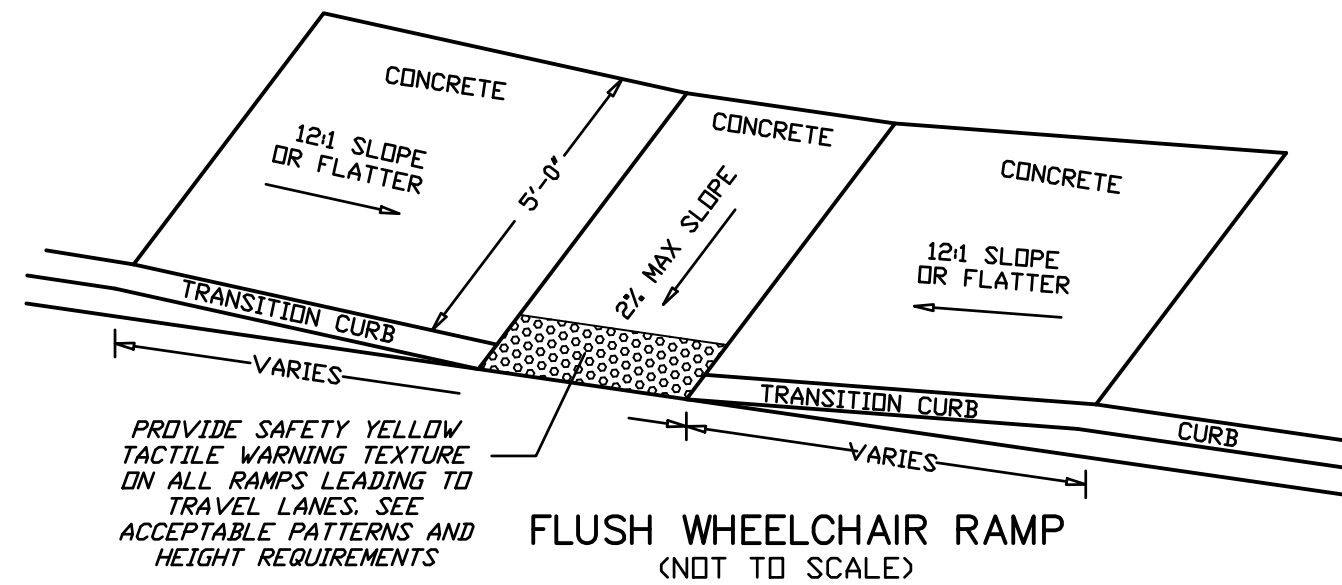 CONCRETE
12:1 SLOPE
OR FLATTER
5'-0"
CONCRETE
2% MAX SLOPE
CONCRETE
12:1 SLOPE
OR FLATTER
TRANSITION CURB
VARIES
TRANSITION CURB
CURB
VARIES
PROVIDE SAFETY YELLOW
TACTILE WARNING TEXTURE
ON ALL RAMPS LEADING TO
TRAVEL LANES. SEE
ACCEPTABLE PATTERNS AND
HEIGHT REQUIREMENTS
FLUSH WHEELCHAIR RAMP
(NOT TO SCALE)